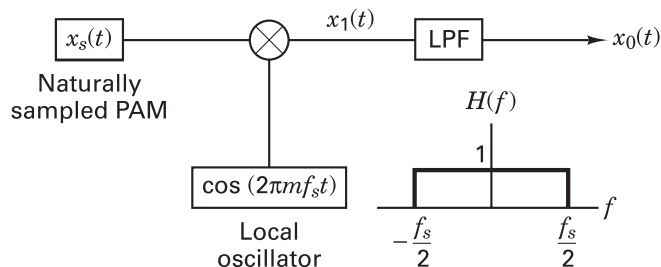 x_s(t)
x_1(t)
LPF
x_0(t)
Naturally
sampled PAM
H(f)
1
cos (2πmf_st)
f
Local
oscillator
-f_s/2
f_s/2